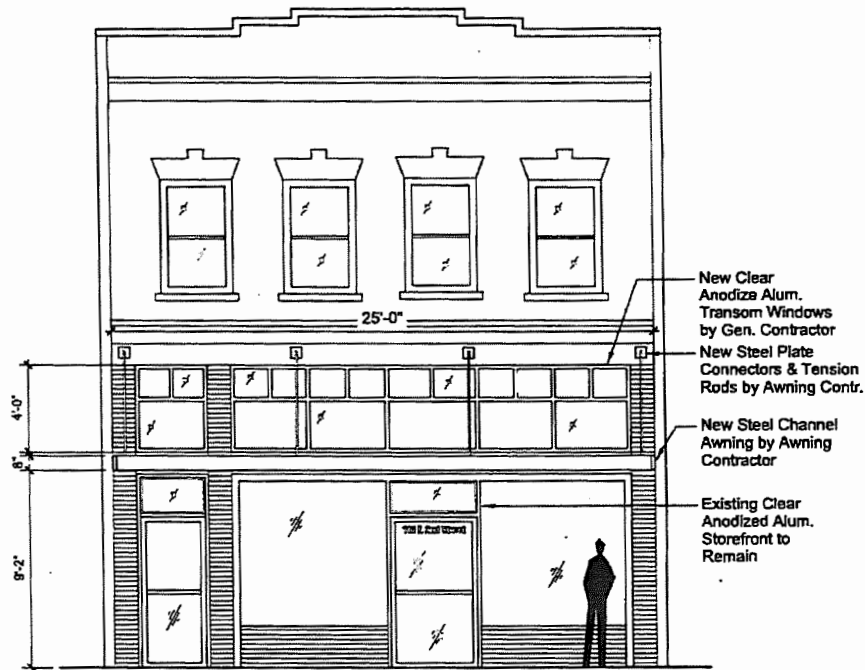 25'-0"
New Clear
Anodize Alum.
Transom Windows
by Gen. Contractor
New Steel Plate
Connectors & Tension
Rods by Awning Contr.
4'-0"
New Steel Channel
Awning by Awning
Contractor
8"
Existing Clear
Anodized Alum.
Storefront to
Remain
9'-2"